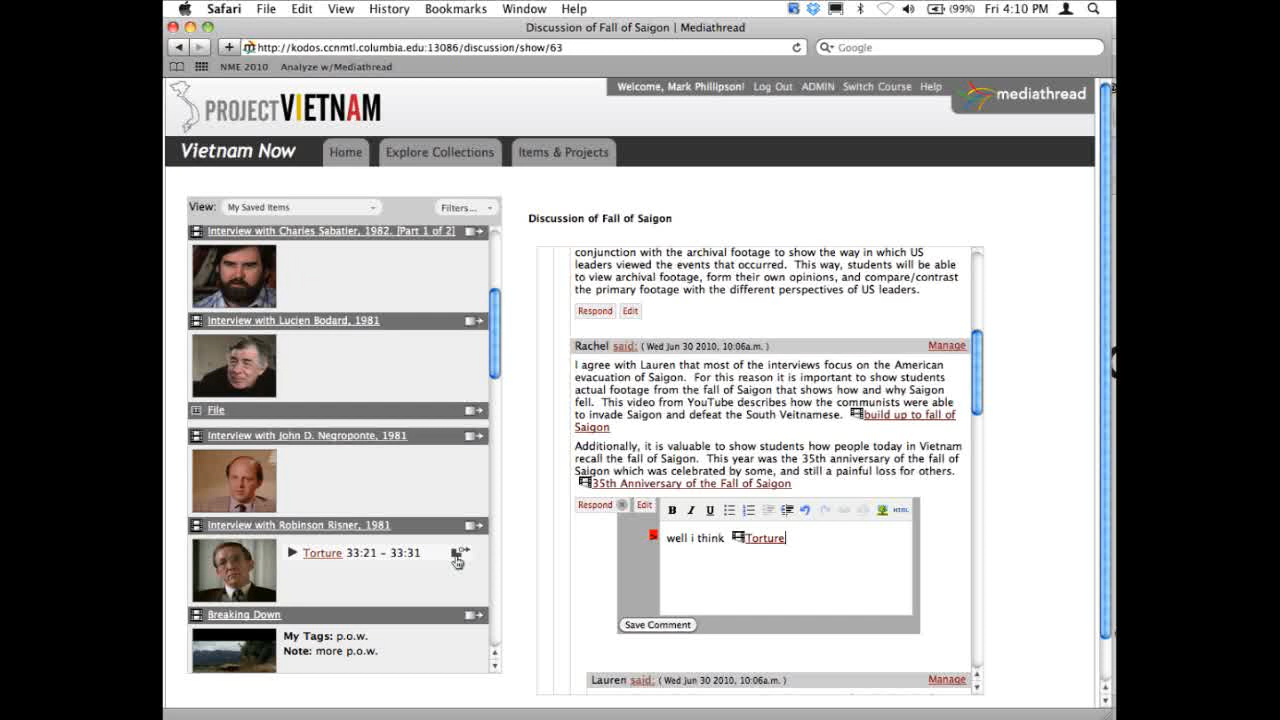 Safari File Edit View History Bookmarks Window Help (99%) Fri 4:10 PM
Discussion of Fall of Saigon | Mediathread
http://kodos.ccnmtl.columbia.edu:13086/discussion/show/63 Google
NME 2010 Analyze w/Mediathread
Welcome, Mark Phillipson! Log Out ADMIN Switch Course Help
mediathread
PROJECT VIETNAM
Vietnam Now Home Explore Collections Items & Projects
View: My Saved Items Filters...
Interview with Charles Sabatier, 1982. [Part 1 of 2]
Interview with Lucien Bodard, 1981
File
Interview with John D. Negroponte, 1981
Interview with Robinson Risner, 1981
Torture 33:21 - 33:31
Breaking Down
My Tags: p.o.w.
Note: more p.o.w.
Discussion of Fall of Saigon
conjunction with the archival footage to show the way in which US
leaders viewed the events that occurred. This way, students will be able
to view archival footage, form their own opinions, and compare/contrast
the primary footage with the different perspectives of US leaders.
Respond Edit
Rachel said: ( Wed Jun 30 2010, 10:06a.m. ) Manage
I agree with Lauren that most of the interviews focus on the American
evacuation of Saigon. For this reason it is important to show students
actual footage from the fall of Saigon that shows how and why Saigon
fell. This video from YouTube describes how the communists were able
to invade Saigon and defeat the South Veitnamese. build up to fall of
Saigon
Additionally, it is valuable to show students how people today in Vietnam
recall the fall of Saigon. This year was the 35th anniversary of the fall of
Saigon which was celebrated by some, and still a painful loss for others.
35th Anniversary of the Fall of Saigon
Respond Edit B I U HTML
well i think Torture
Save Comment
Lauren said: ( Wed Jun 30 2010, 10:06a.m. ) Manage